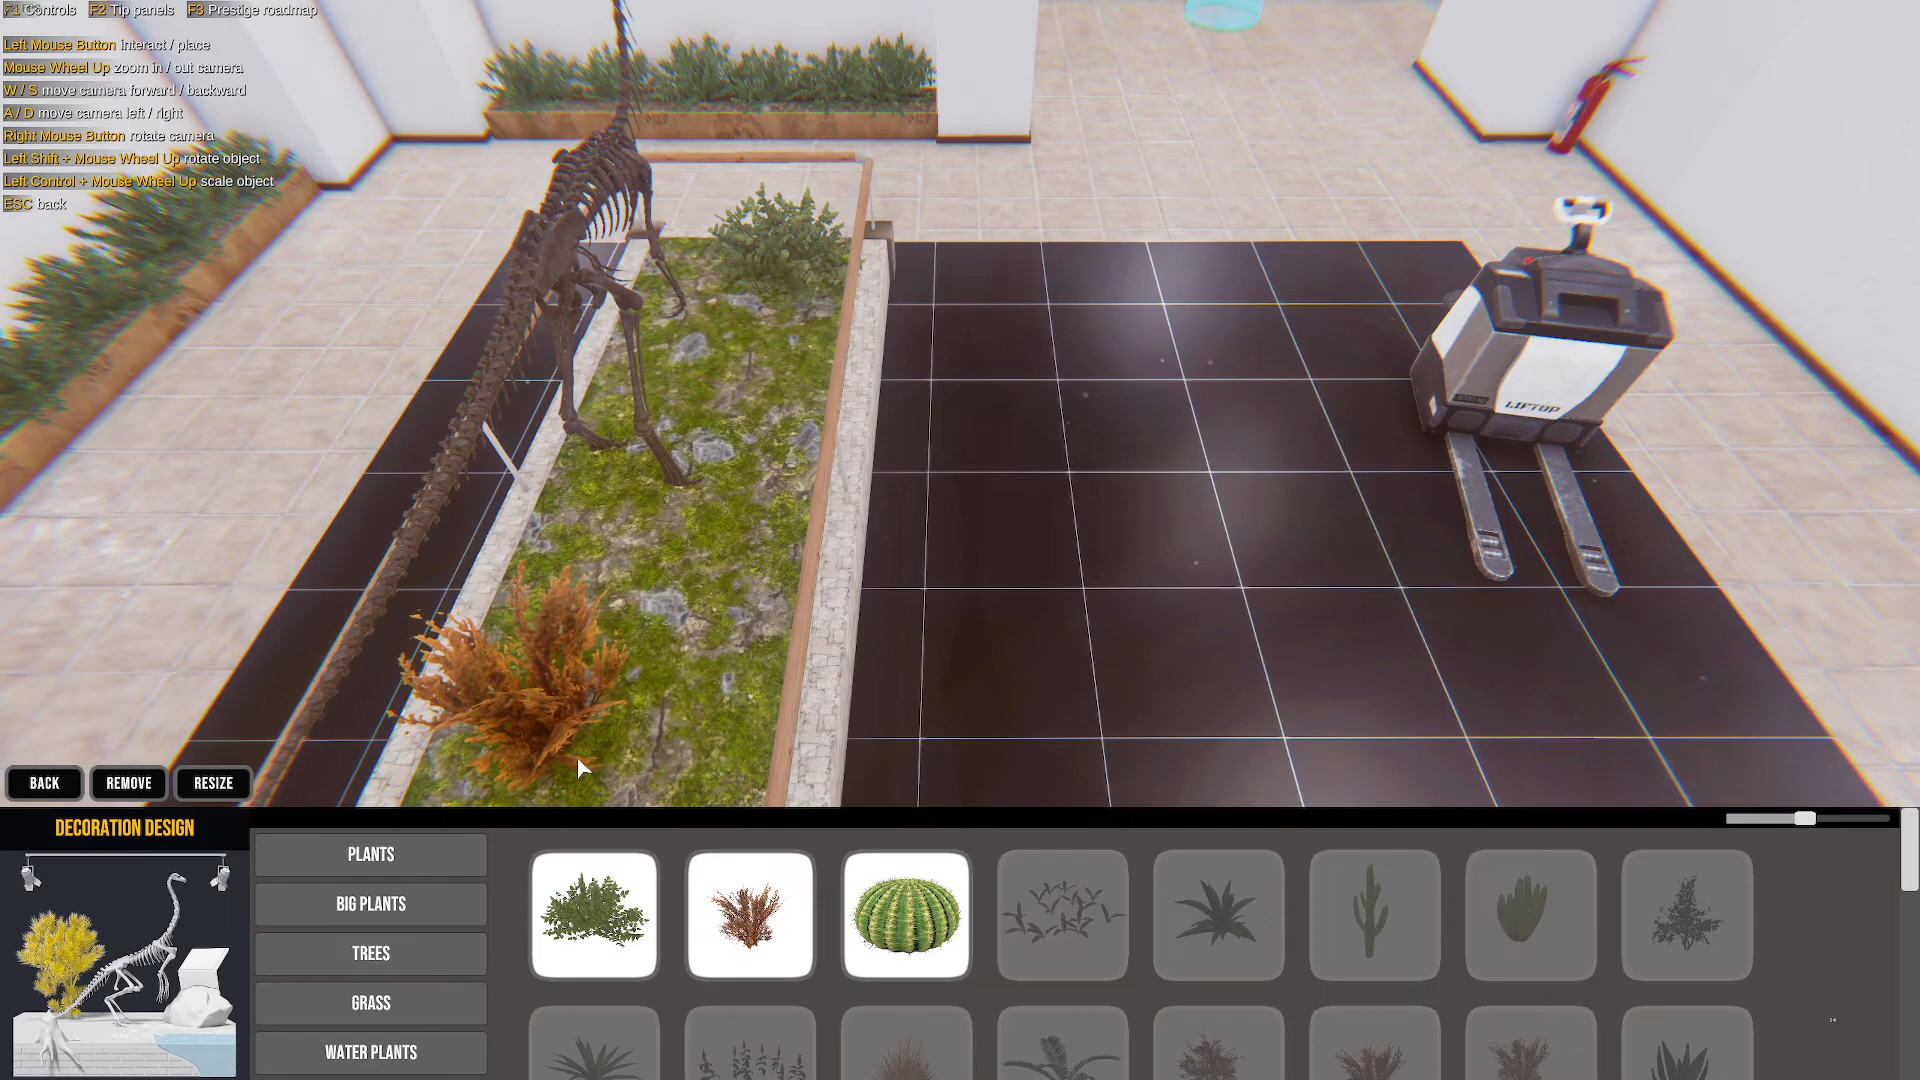 F1 Controls F2 Tip panels F3 Prestige roadmap
Left Mouse Button interact / place
Mouse Wheel Up zoom in / out camera
W / S move camera forward / backward
A / D move camera left / right
Right Mouse Button rotate camera
Left Shift + Mouse Wheel Up rotate object
Left Control + Mouse Wheel Up scale object
ESC back
LIFTOP
BACK REMOVE RESIZE
DECORATION DESIGN
PLANTS
BIG PLANTS
TREES
GRASS
WATER PLANTS